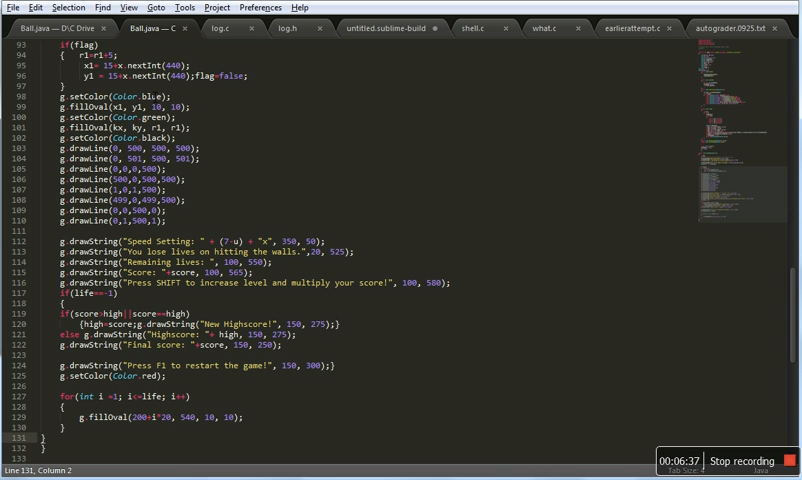 File Edit Selection Find View Goto Tools Project Preferences Help
Ball.java — D\C Drive × Ball.java — C × log.c × log.h × untitled.sublime-build shell.c × what.c × earlierattempt.c × autograder.0925.txt ×
93 if(flag)
94 { r1=r1+5;
95 x1= 15+x.nextInt(440);
96 y1 = 15+x.nextInt(440);flag=false;
97 }
98 g.setColor(Color.blue);
99 g.fillOval(x1, y1, 10, 10);
100 g.setColor(Color.green);
101 g.fillOval(kx, ky, r1, r1);
102 g.setColor(Color.black);
103 g.drawLine(0, 500, 500, 500);
104 g.drawLine(0, 501, 500, 501);
105 g.drawLine(0,0,0,500);
106 g.drawLine(500,0,500,500);
107 g.drawLine(1,0,1,500);
108 g.drawLine(499,0,499,500);
109 g.drawLine(0,0,500,0);
110 g.drawLine(0,1,500,1);
111
112 g.drawString("Speed Setting: " + (7-u) + "x", 350, 50);
113 g.drawString("You lose lives on hitting the walls.",20, 525);
114 g.drawString("Remaining lives: ", 100, 550);
115 g.drawString("Score: "+score, 100, 565);
116 g.drawString("Press SHIFT to increase level and multiply your score!", 100, 580);
117 if(life==-1)
118 {
119 if(score>high||score==high)
120 {high=score;g.drawString("New Highscore!", 150, 275);}
121 else g.drawString("Highscore: "+ high, 150, 275);
122 g.drawString("Final score: "+score, 150, 250);
123
124 g.drawString("Press F1 to restart the game!", 150, 300);}
125 g.setColor(Color.red);
126
127 for(int i =1; i<=life; i++)
128 {
129 g.fillOval(200+i*20, 540, 10, 10);
130 }
131 }
132 }
133
Line 131, Column 2
00:06:37 Stop recording
Tab Size: 4 Java